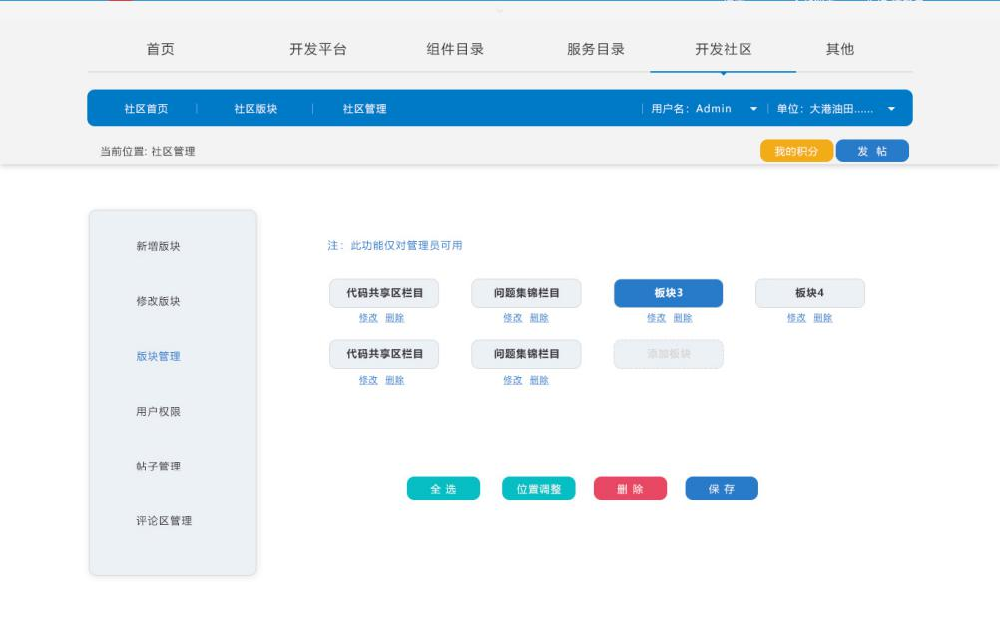 首页 开发平台 组件目录 服务目录 开发社区 其他
社区首页 社区版块 社区管理 用户名: Admin 单位: 大港油田......
当前位置: 社区管理 我的积分 发 帖
新增版块
修改版块
版块管理
用户权限
帖子管理
评论区管理
注: 此功能仅对管理员可用
代码共享区栏目 问题集锦栏目 板块3 板块4
修改 删除 修改 删除 修改 删除 修改 删除
代码共享区栏目 问题集锦栏目 添加板块
修改 删除 修改 删除
全 选 位置调整 删 除 保 存